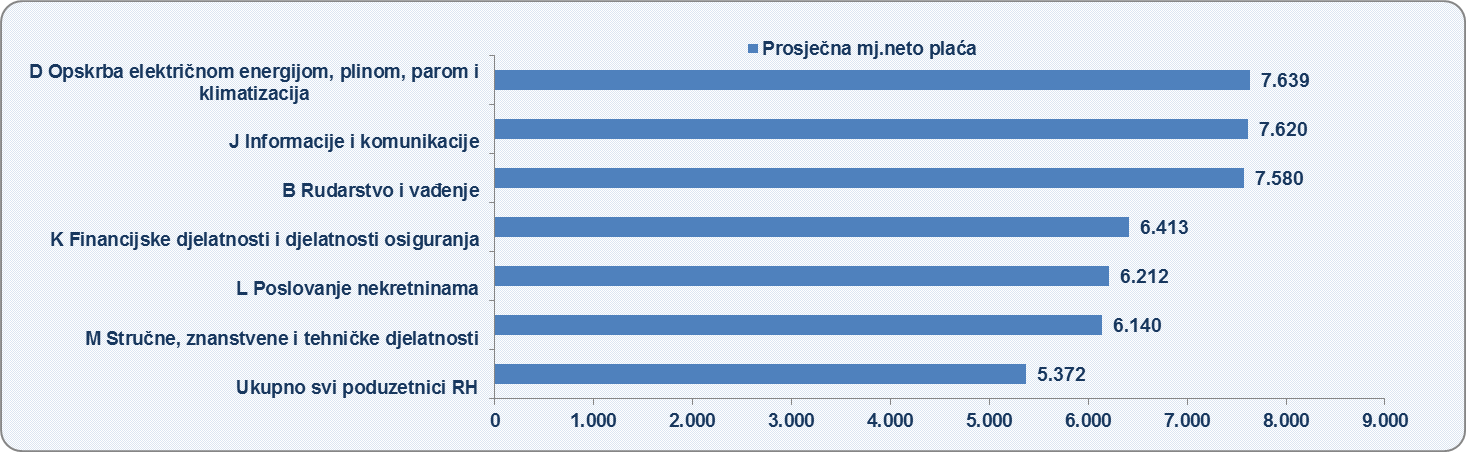 Prosječna mj.neto plaća
D Opskrba električnom energijom, plinom, parom i
klimatizacija
7.639
J Informacije i komunikacije
7.620
B Rudarstvo i vađenje
7.580
K Financijske djelatnosti i djelatnosti osiguranja
6.413
L Poslovanje nekretninama
6.212
M Stručne, znanstvene i tehničke djelatnosti
6.140
Ukupno svi poduzetnici RH
5.372
0 1.000 2.000 3.000 4.000 5.000 6.000 7.000 8.000 9.000